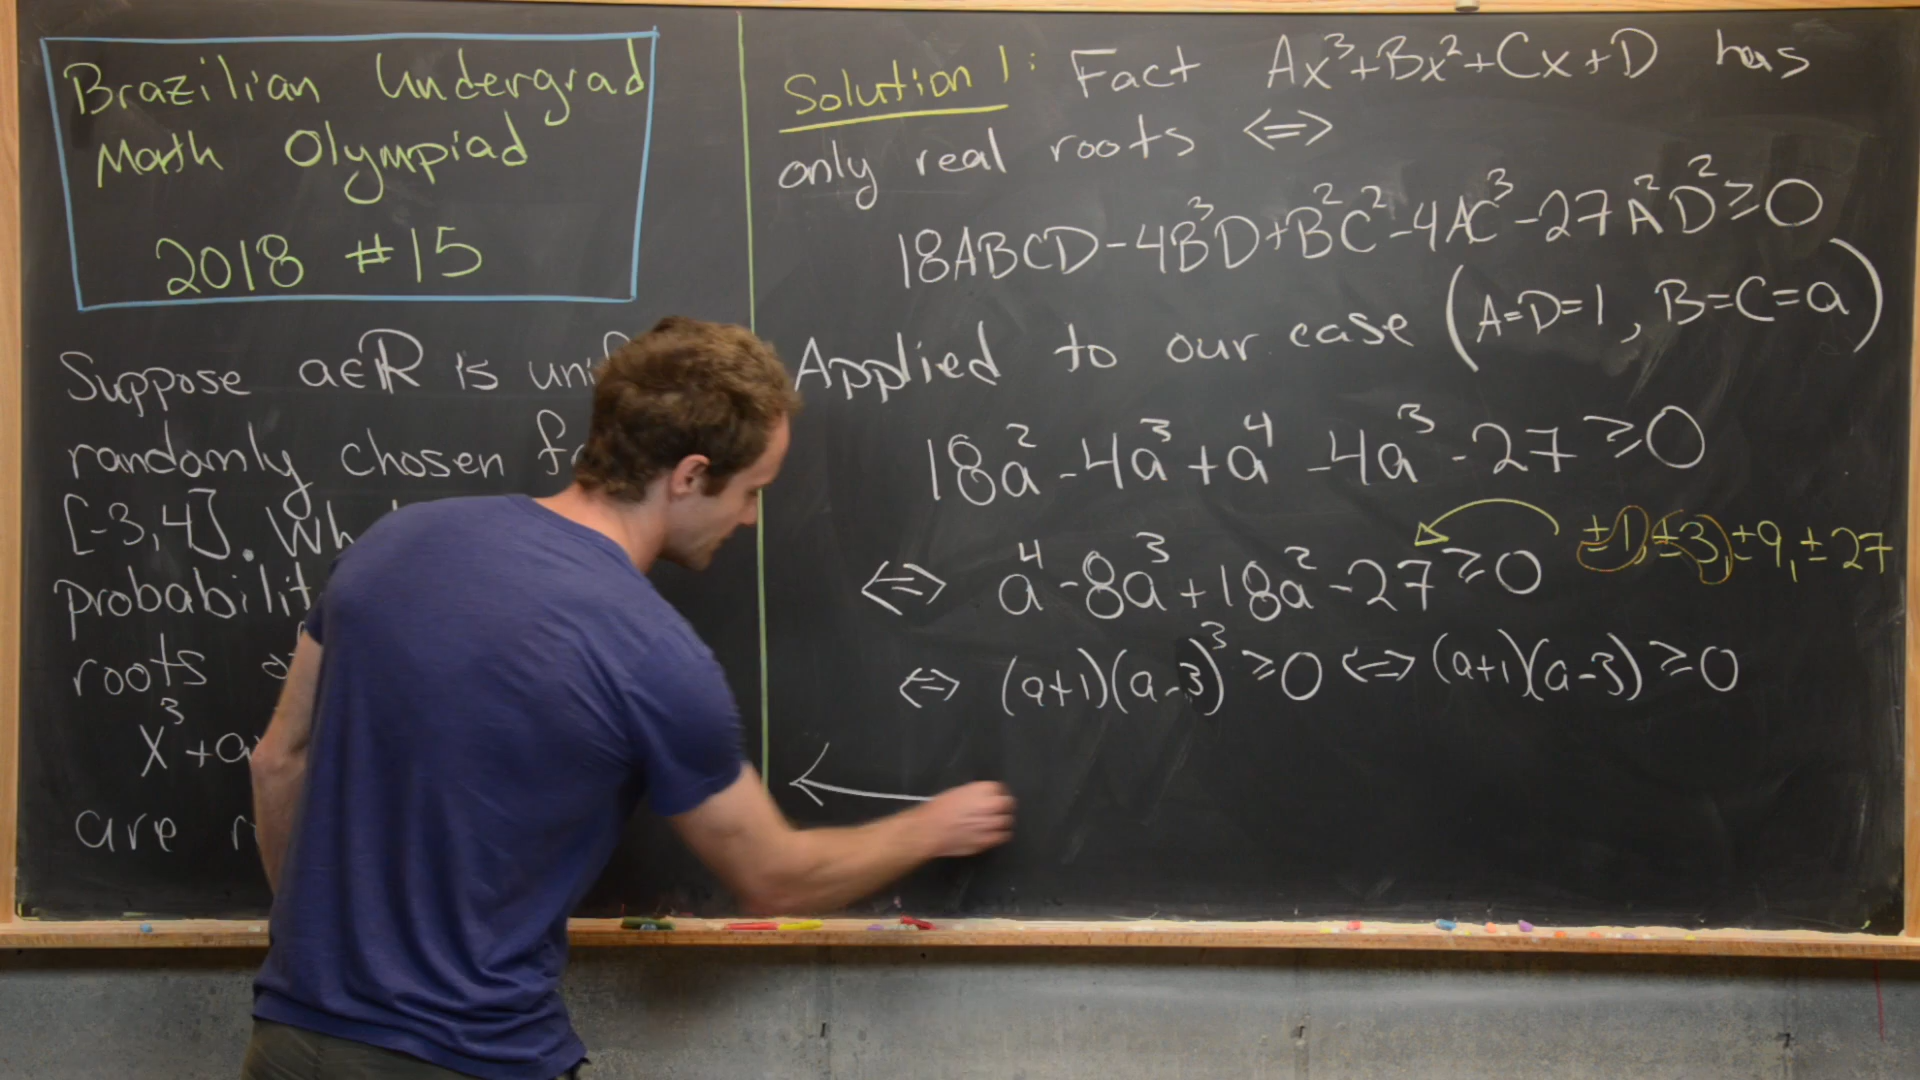 Brazilian Undergrad
Math Olympiad
2018 #15
Suppose a∈ℝ is
randomly chosen
[-3,4].
roots
x³+a
are
Solution 1: Fact Ax³+Bx²+Cx+D has
only real roots ⇔
18ABCD-4B³D+B²C²-4AC³-27A²D²≥0
Applied to our case (A=D=1, B=C=a)
18a²-4a³+a⁴-4a³-27≥0
⇔ a⁴-8a³+18a²-27≥0 ±1,±3,±9,±27
⇔ (a+1)(a-3)³≥0 ⇔ (a+1)(a-3)≥0